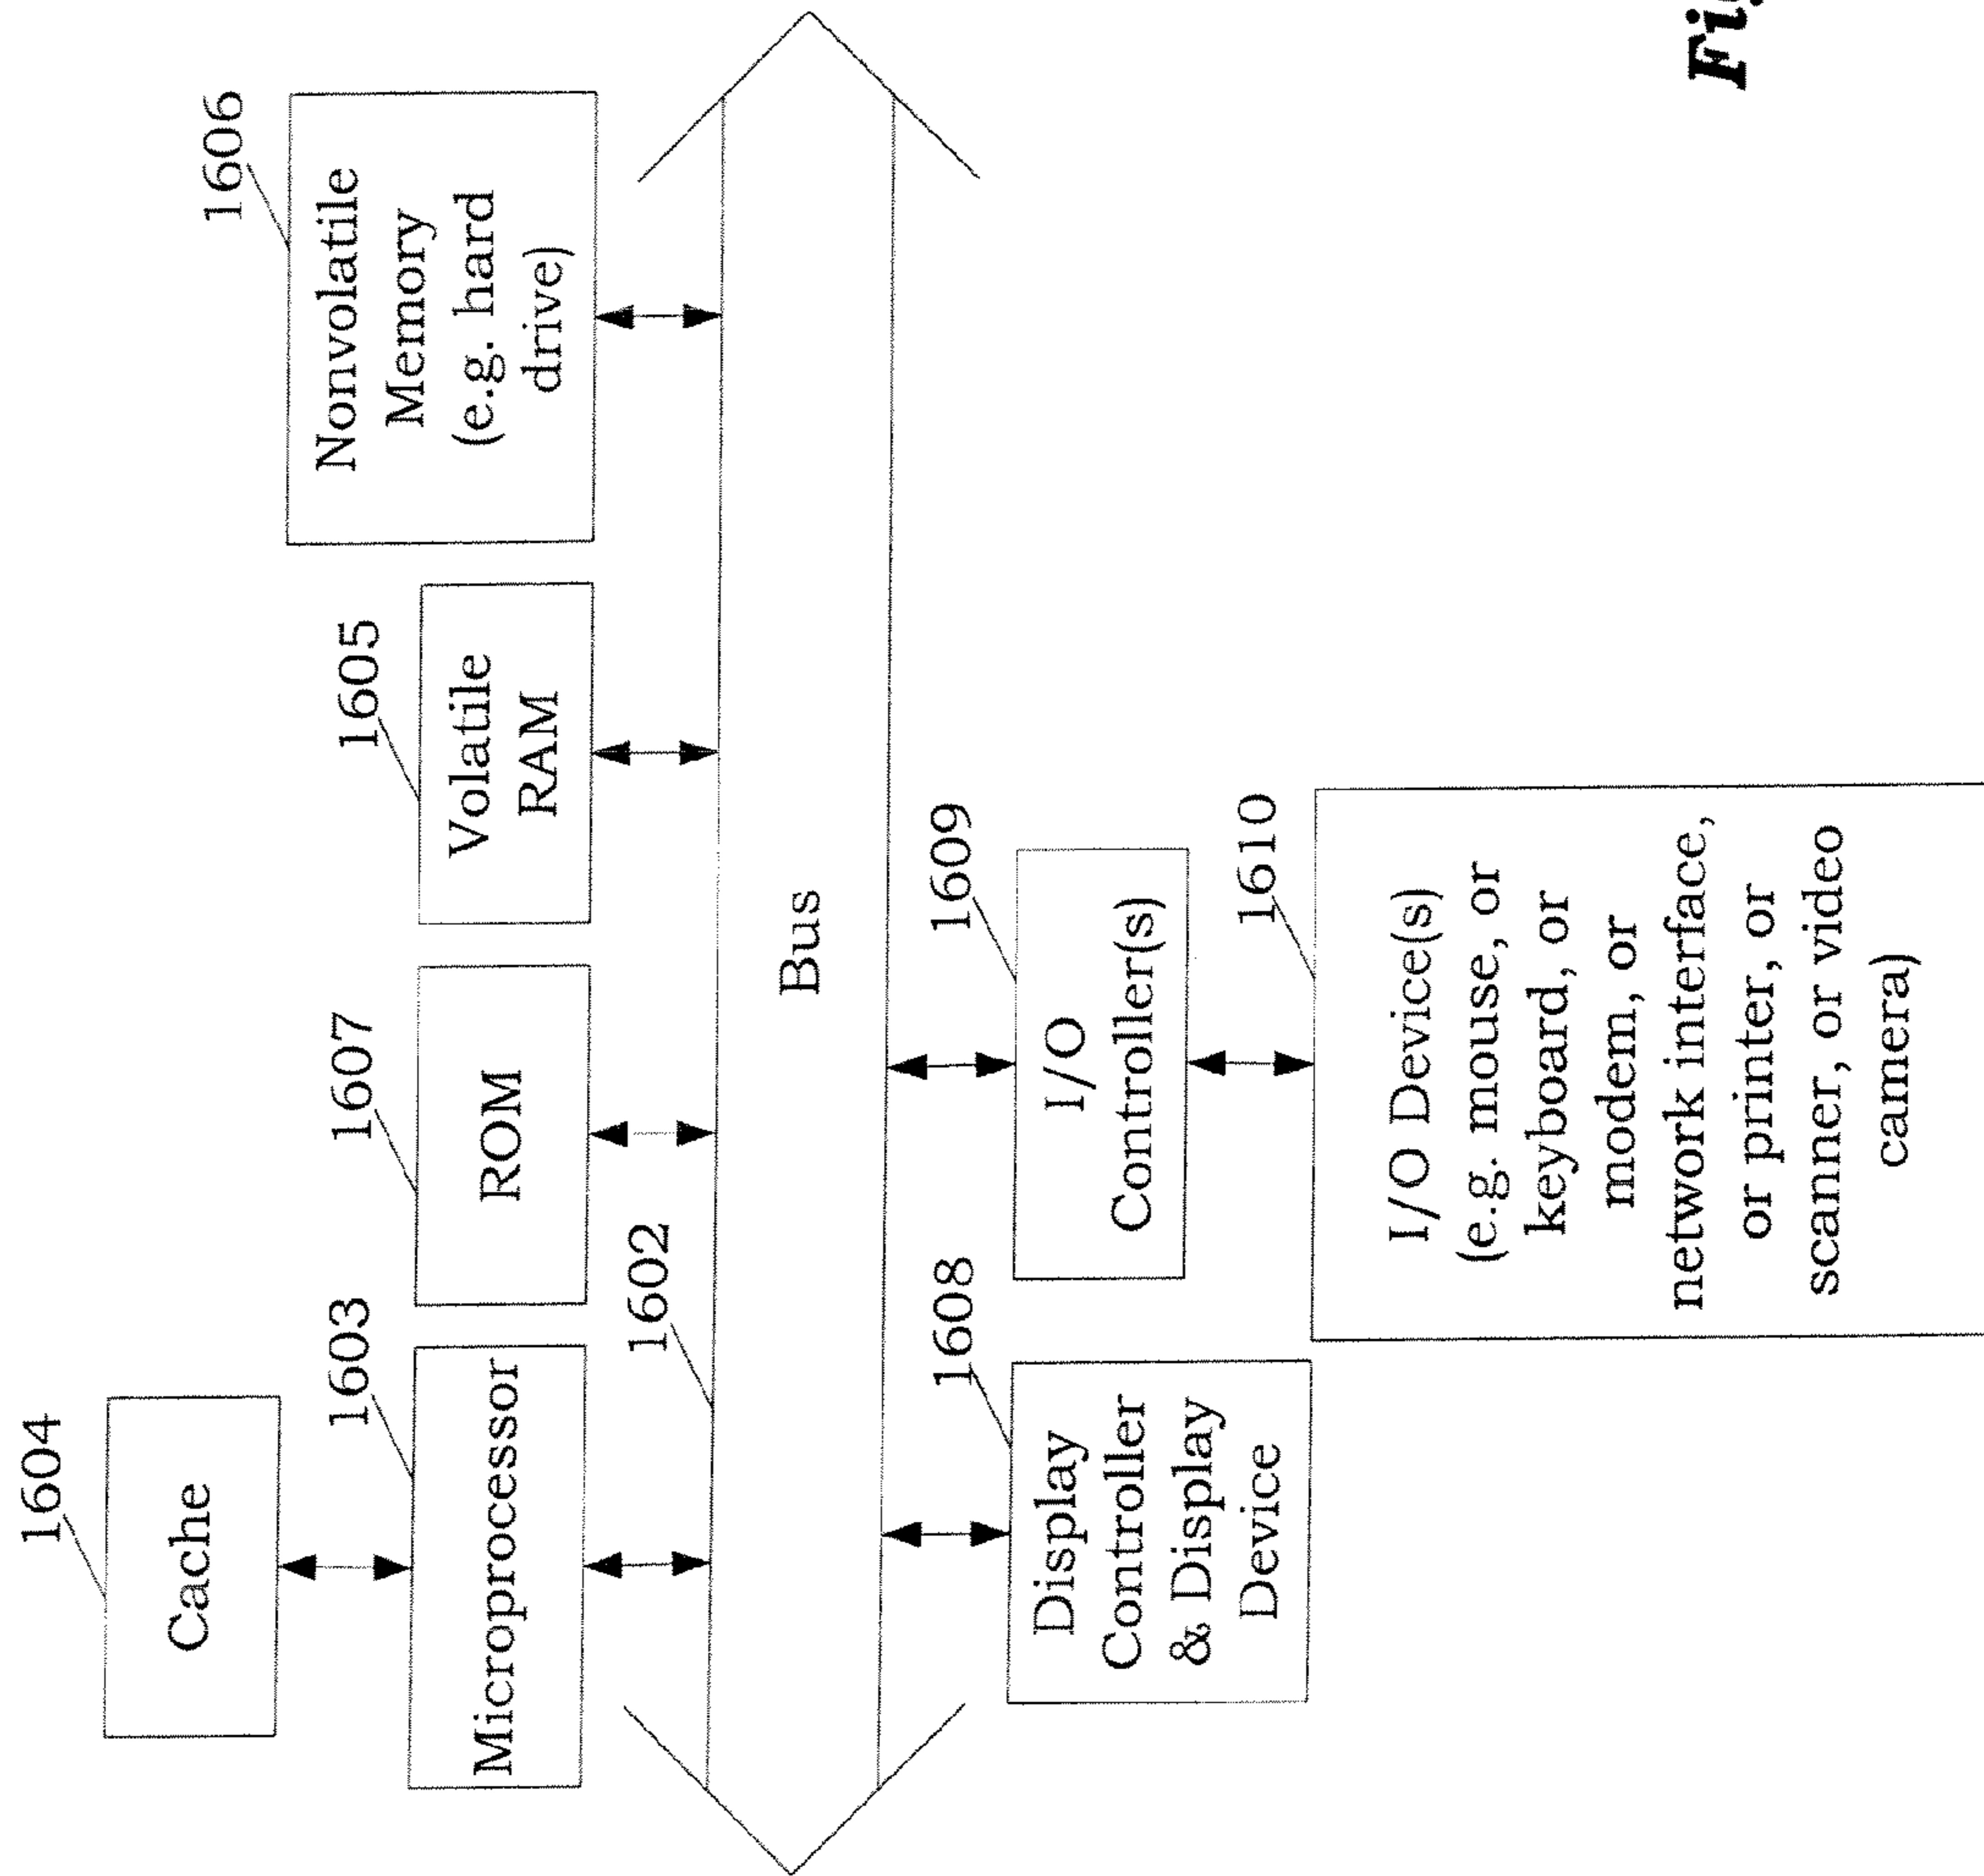 1604
Cache
1603
Microprocessor
1607
ROM
1605
Volatile
RAM
1606
Nonvolatile
Memory
(e.g. hard
drive)
1602
Bus
1608
Display
Controller
& Display
Device
1609
I/O
Controller(s)
1610
I/O Device(s)
(e.g. mouse, or
keyboard, or
modem, or
network interface,
or printer, or
scanner, or video
camera)